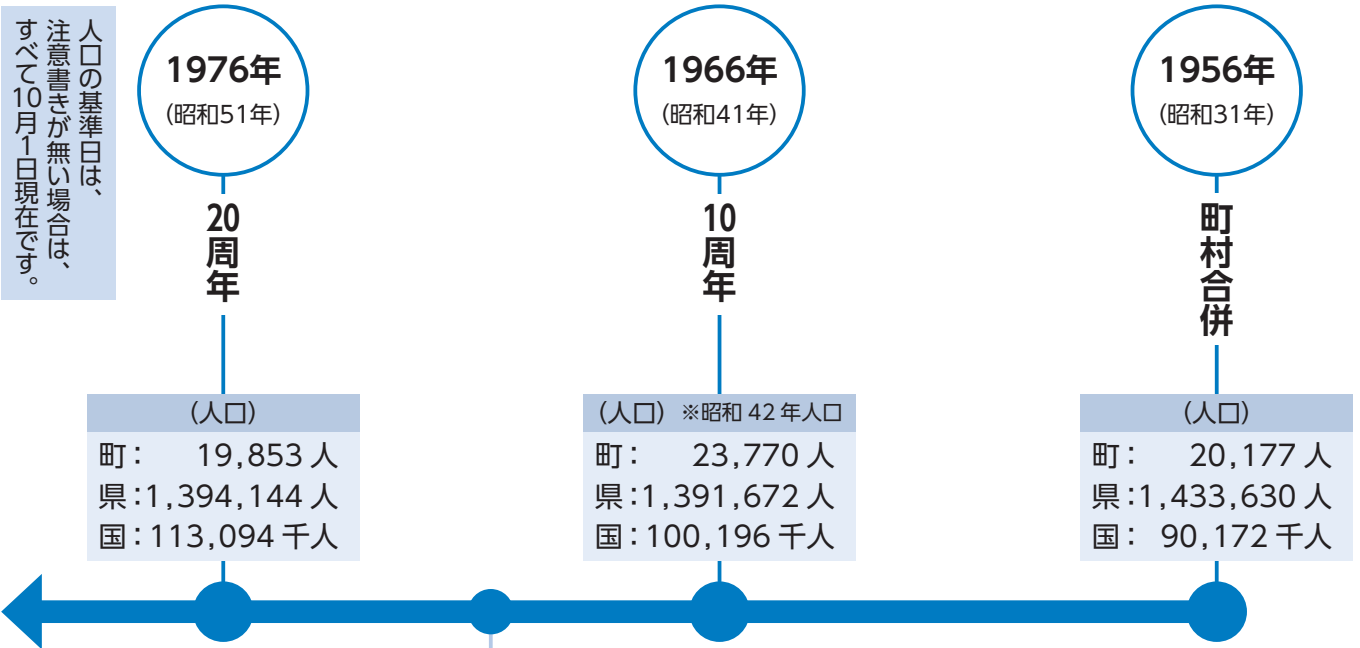 1956年
(昭和31年)
町村合併
(人口)
町： 20,177人
県：1,433,630人
国： 90,172千人
1966年
(昭和41年)
10周年
(人口) ※昭和42年人口
町： 23,770人
県：1,391,672人
国：100,196千人
1976年
(昭和51年)
20周年
(人口)
町： 19,853人
県：1,394,144人
国：113,094千人
人口の基準日は、
注意書きが無い場合は、
すべて10月1日現在です。